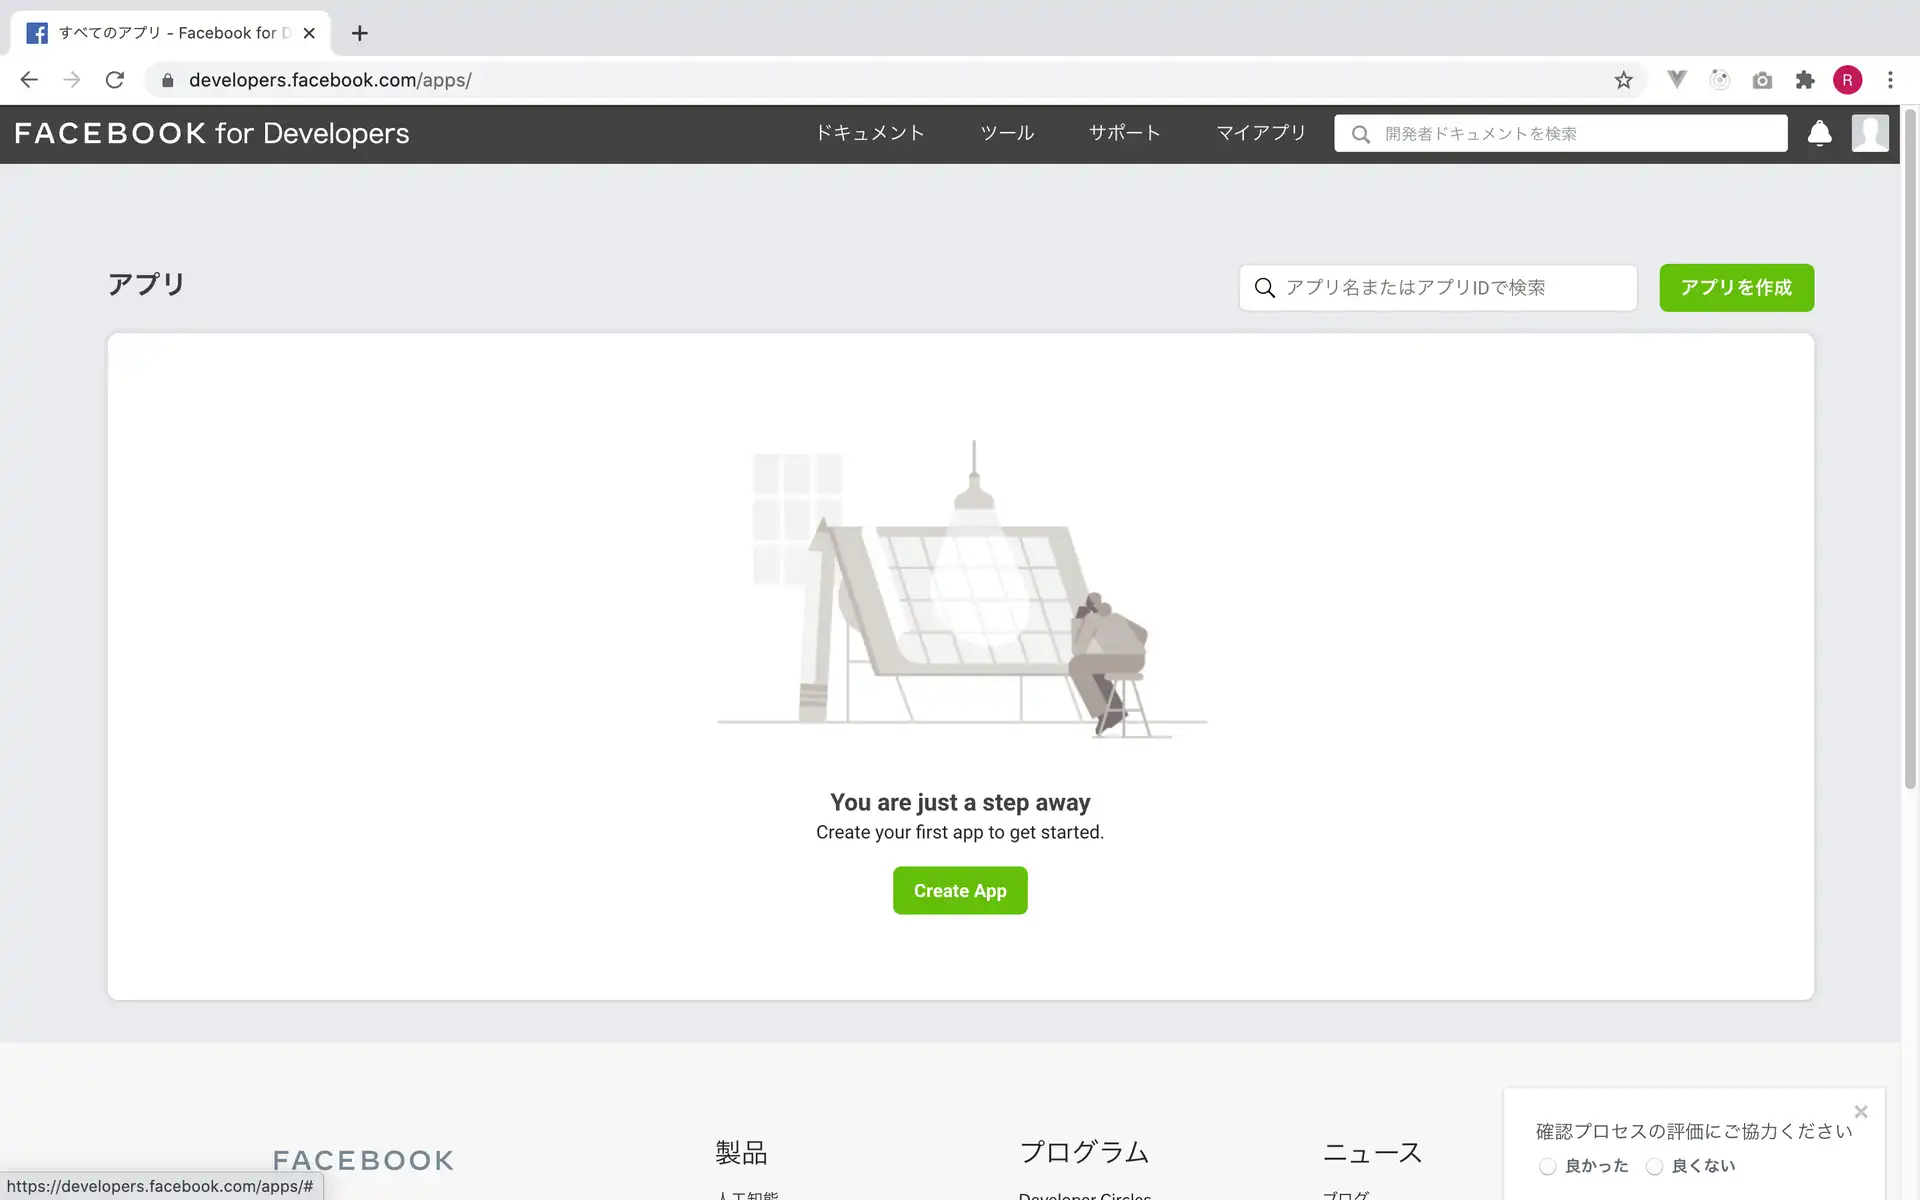 すべてのアプリ - Facebook for D
developers.facebook.com/apps/
R
FACEBOOK for Developers
ドキュメント
ツール
サポート
マイアプリ
開発者ドキュメントを検索
アプリ
アプリ名またはアプリIDで検索
アプリを作成
You are just a step away
Create your first app to get started.
Create App
確認プロセスの評価にご協力ください
良かった
良くない
FACEBOOK
製品
プログラム
ニュース
人工知能
Developer Circles
ブログ
https://developers.facebook.com/apps/#